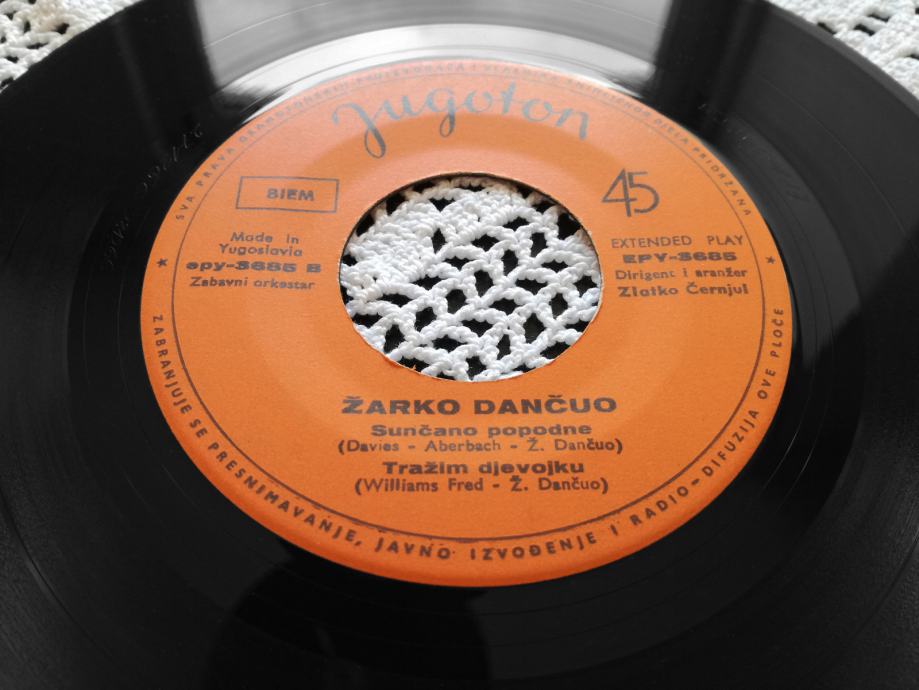 SVA PRAVA GRAMOFONSKIH PROIZVOĐAČA I VLASNIKA SNIMLJENOG DJELA PRIDRŽANA
Jugoton
BIEM
45
Made in
Yugoslavia
epy-3685 B
Zabavni orkestar
EXTENDED PLAY
EPY-3685
Dirigent i aranžer
Zlatko Černjul
ŽARKO DANČUO
Sunčano popodne
(Davies - Aberbach - Ž. Dančuo)
Tražim djevojku
(Williams Fred - Ž. Dančuo)
ZABRANJUJE SE PRESNIMAVANJE, JAVNO IZVOĐENJE I RADIO-DIFUZIJA OVE PLOČE